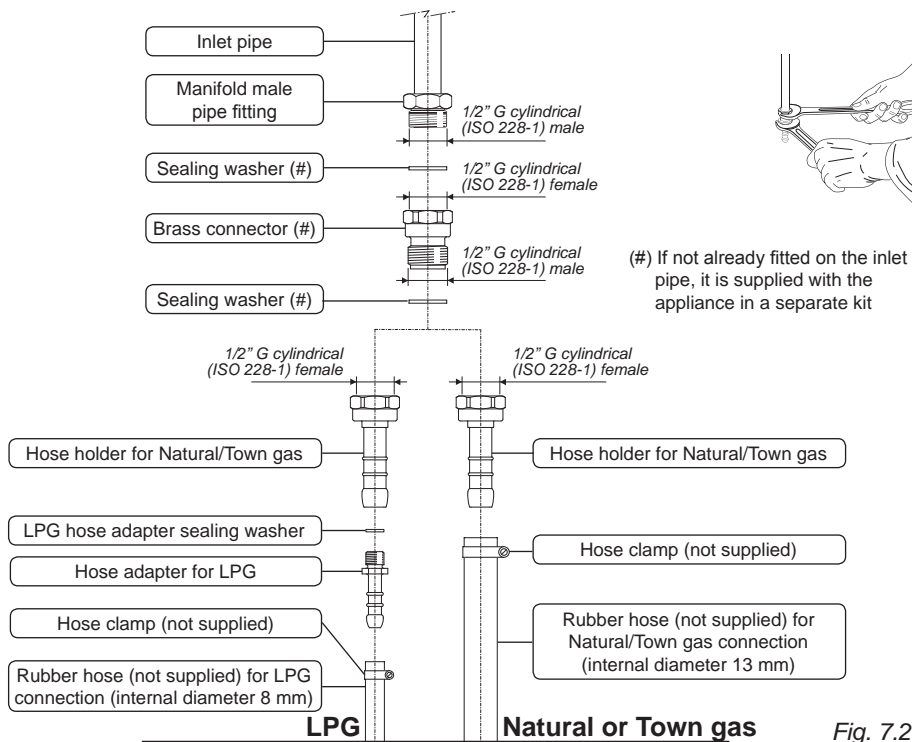 Inlet pipe
Manifold male
pipe fitting
1/2” G cylindrical
(ISO 228-1) male
Sealing washer (#)
1/2” G cylindrical
(ISO 228-1) female
Brass connector (#)
1/2” G cylindrical
(ISO 228-1) male
(#) If not already fitted on the inlet
pipe, it is supplied with the
appliance in a separate kit
Sealing washer (#)
1/2” G cylindrical
(ISO 228-1) female
1/2” G cylindrical
(ISO 228-1) female
Hose holder for Natural/Town gas
Hose holder for Natural/Town gas
LPG hose adapter sealing washer
Hose clamp (not supplied)
Hose adapter for LPG
Hose clamp (not supplied)
Rubber hose (not supplied) for
Natural/Town gas connection
(internal diameter 13 mm)
Rubber hose (not supplied) for LPG
connection (internal diameter 8 mm)
LPG
Natural or Town gas
Fig. 7.2